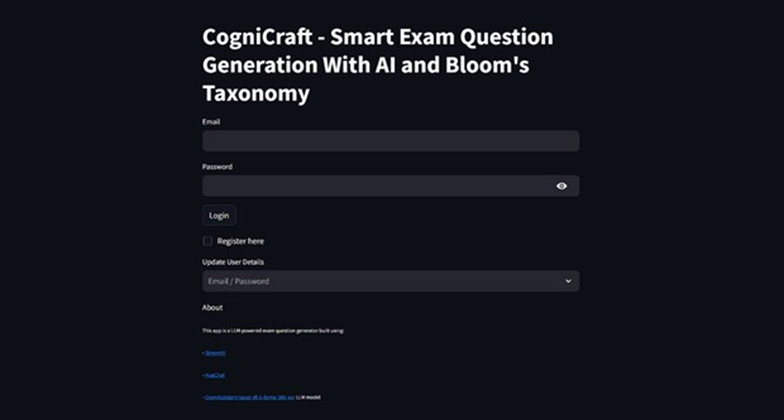 CogniCraft - Smart Exam Question
Generation With AI and Bloom's
Taxonomy
Email
Password
Login
Register here
Update User Details
Email / Password
About
This app is a LLM-powered exam question generator built using:
• Streamlit
• HugChat
LLM model